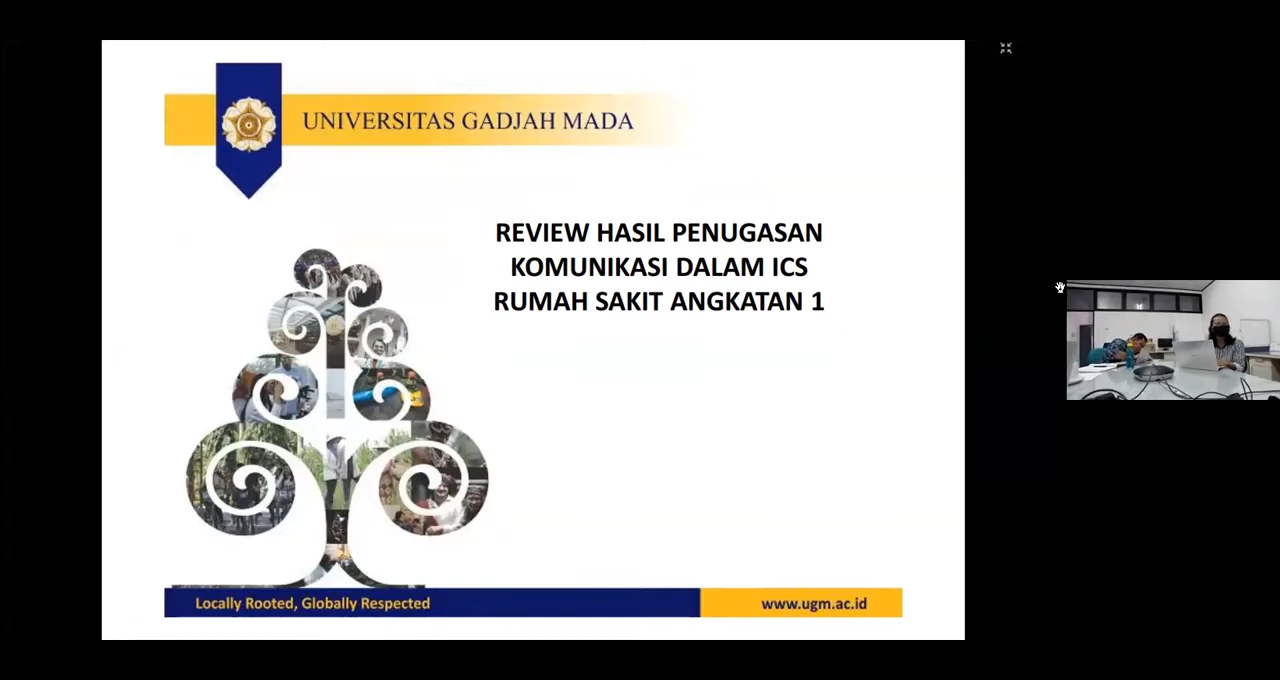 UNIVERSITAS GADJAH MADA
REVIEW HASIL PENUGASAN
KOMUNIKASI DALAM ICS
RUMAH SAKIT ANGKATAN 1
Locally Rooted, Globally Respected
www.ugm.ac.id